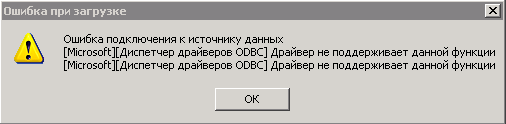 Ошибка при загрузке
Ошибка подключения к источнику данных
[Microsoft][Диспетчер драйверов ODBC] Драйвер не поддерживает данной функции
[Microsoft][Диспетчер драйверов ODBC] Драйвер не поддерживает данной функции
OK